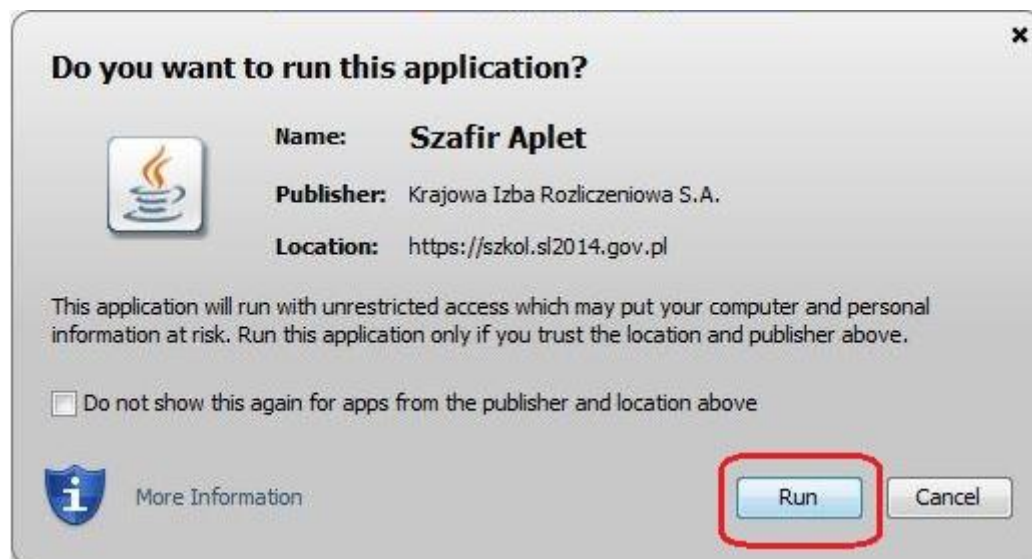 Do you want to run this application?
Name: Szafir Aplet
Publisher: Krajowa Izba Rozliczeniowa S.A.
Location: https://szkol.sl2014.gov.pl
This application will run with unrestricted access which may put your computer and personal
information at risk. Run this application only if you trust the location and publisher above.
Do not show this again for apps from the publisher and location above
More Information
Run
Cancel